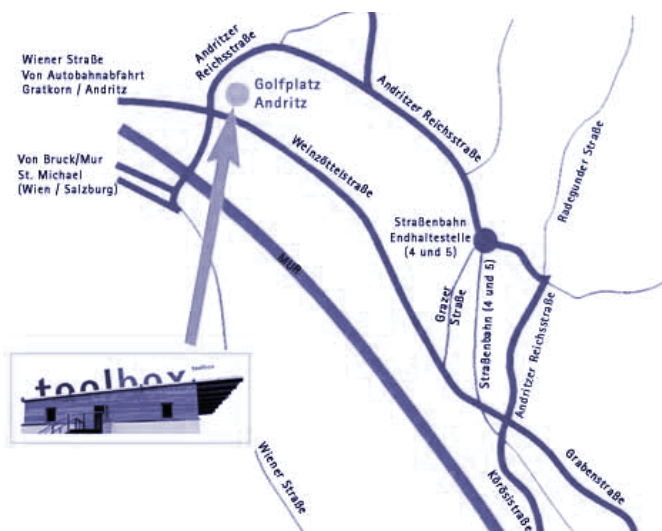 Andritzer
Reichsstraße
Wiener Straße
Von Autobahnabfahrt
Gratkorn / Andritz
Golfplatz
Andritz
Andritzer Reichsstraße
Von Bruck/Mur
St. Michael
(Wien / Salzburg)
Weinzöttelstraße
Radegunder Straße
Straßenbahn
Endhaltestelle
(4 und 5)
MUR
Grazer
Straße
Straßenbahn (4 und 5)
Andritzer Reichsstraße
toolbox
toolbox
Wiener Straße
Körösistraße
Grabenstraße